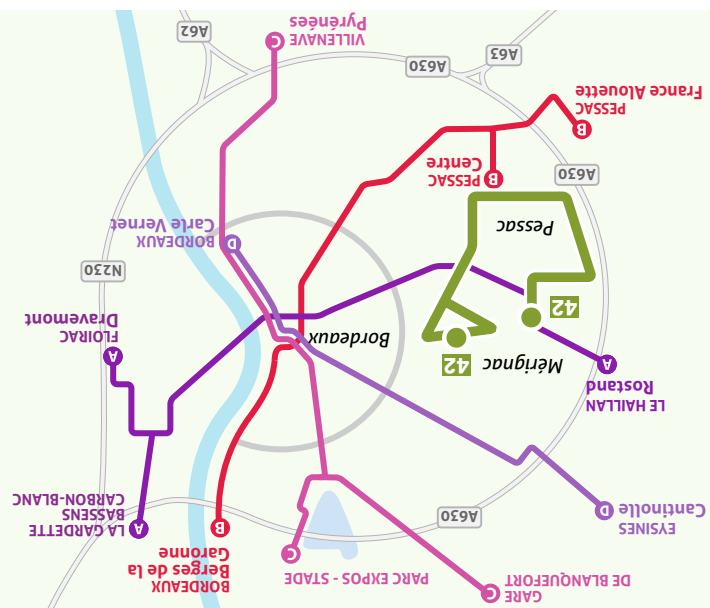 GARE
DE BLANQUEFORT
C
BORDEAUX
Berges de la
Garonne
B
PARC EXPOS - STADE
C
EYSINES
Cantinolle
D
A630
LA GARDETTE
BASSENS
CARBON-BLANC
A
LE HAILLAN
Rostand
A
Mérignac
42
42
Bordeaux
FLOIRAC
Dravemont
A
N230
BORDEAUX
Carle Vernet
D
Pessac
A630
PESSAC
Centre
B
PESSAC
France Alouette
B
A630
A63
VILLENAVE
Pyrénées
C
A62